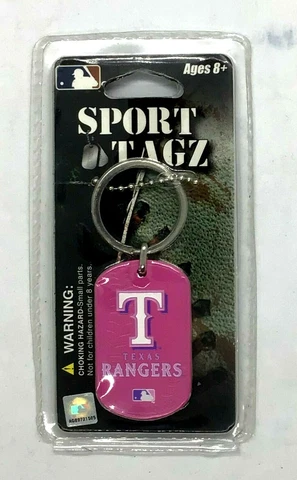 Ages 8+
SPORT
TAGZ
T
TEXAS
RANGERS
WARNING:
CHOKING HAZARD-Small parts.
Not for children under 8 years.